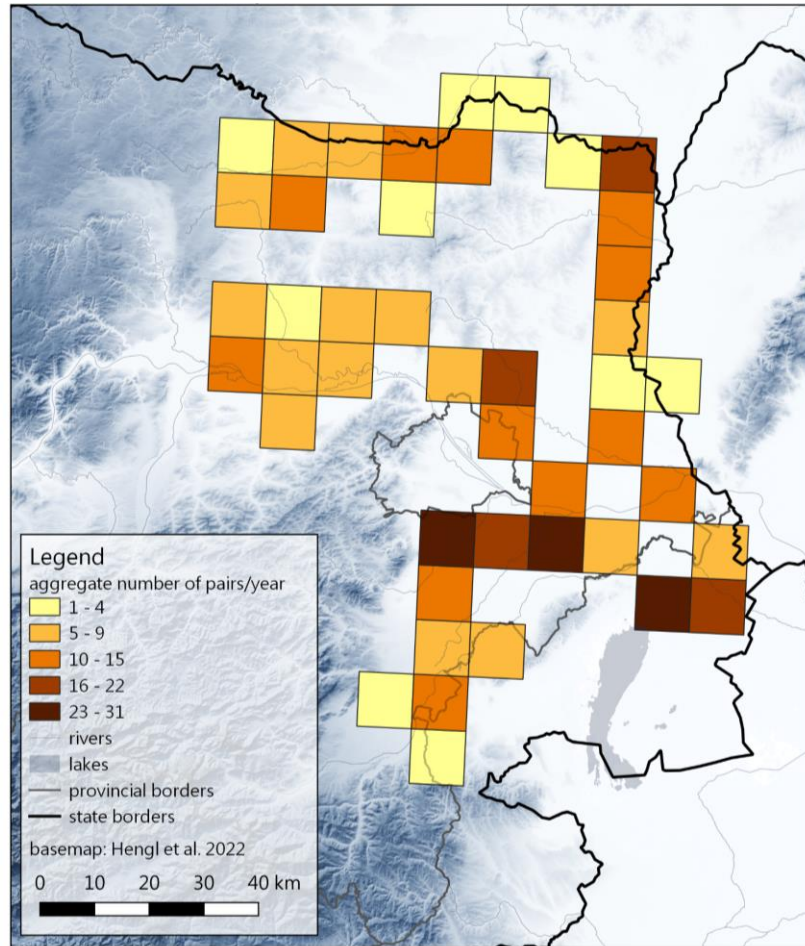 Legend
aggregate number of pairs/year
1 - 4
5 - 9
10 - 15
16 - 22
23 - 31
rivers
lakes
provincial borders
state borders
basemap: Hengl et al. 2022
0 10 20 30 40 km